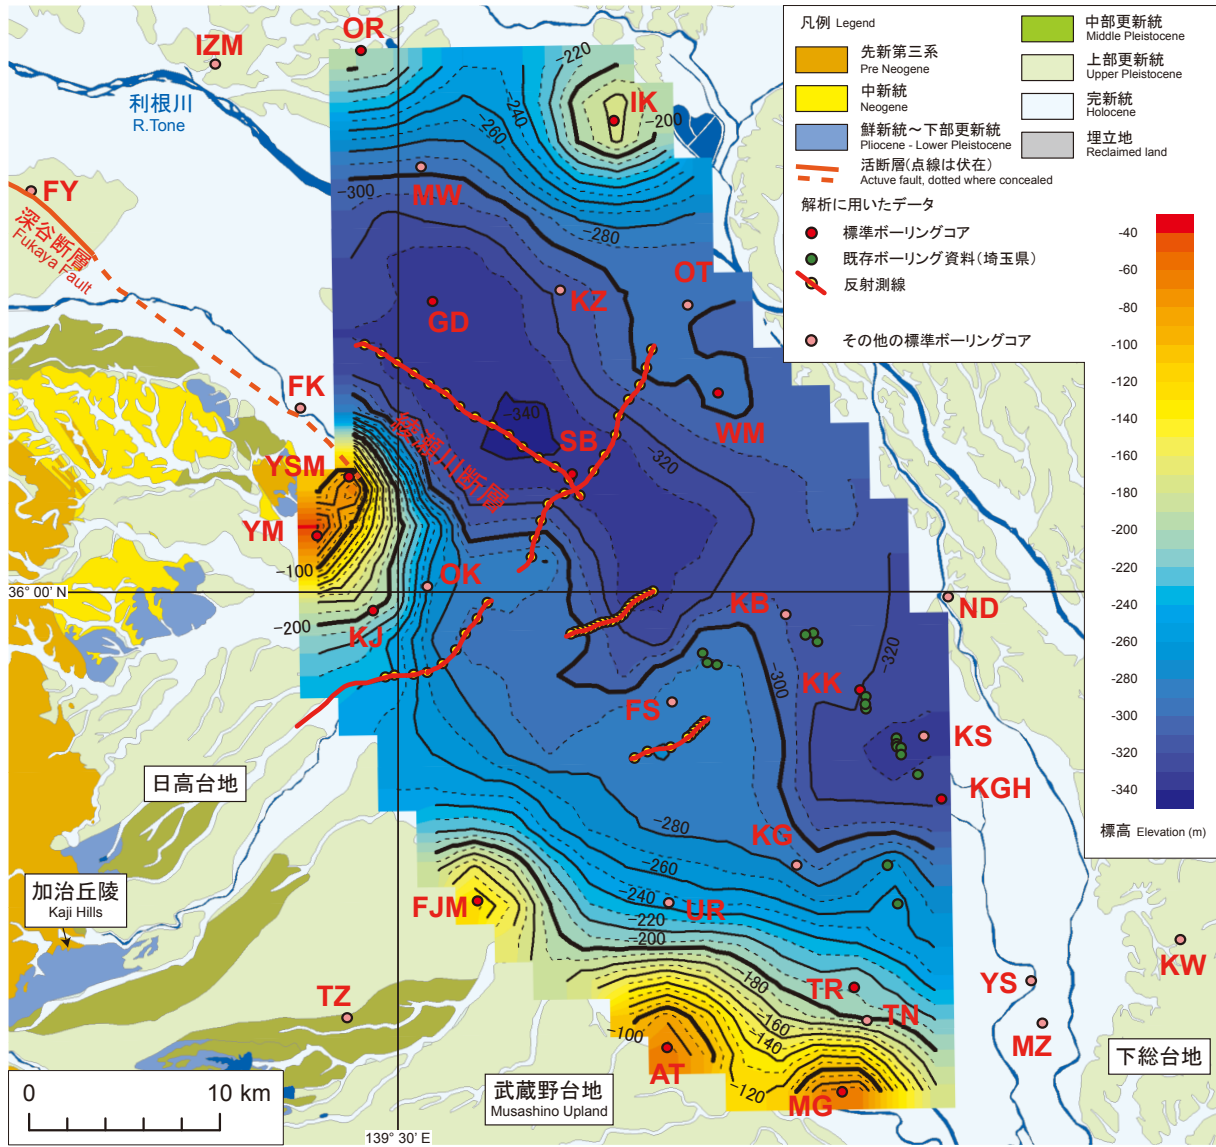 凡例 Legend
先新第三系
Pre Neogene
中新統
Neogene
鮮新統～下部更新統
Pliocene - Lower Pleistocene
活断層(点線は伏在)
Actuve fault, dotted where concealed
中部更新統
Middle Pleistocene
上部更新統
Upper Pleistocene
完新統
Holocene
埋立地
Reclaimed land
解析に用いたデータ
標準ボーリングコア
既存ボーリング資料(埼玉県)
反射測線
その他の標準ボーリングコア
-40
-60
-80
-100
-120
-140
-160
-180
-200
-220
-240
-260
-280
-300
-320
-340
標高 Elevation (m)
IZM
OR
利根川
R.Tone
IK
-220
-240
-260
-200
FY
MW
-300
-280
深谷断層
Fukaya Fault
OT
KZ
GD
FK
-340
綾瀬川断層
SB
WM
-320
YSM
YM
-100
OK
36° 00' N
-200
KJ
KB
ND
-300
-320
KK
FS
KS
日高台地
KGH
-280
KG
-260
加治丘陵
Kaji Hills
FJM
-240
UR
-220
-200
KW
-180
TR
YS
TZ
TN
-160
-100
-140
MZ
AT
-120
MG
下総台地
武蔵野台地
Musashino Upland
0
10 km
139° 30' E